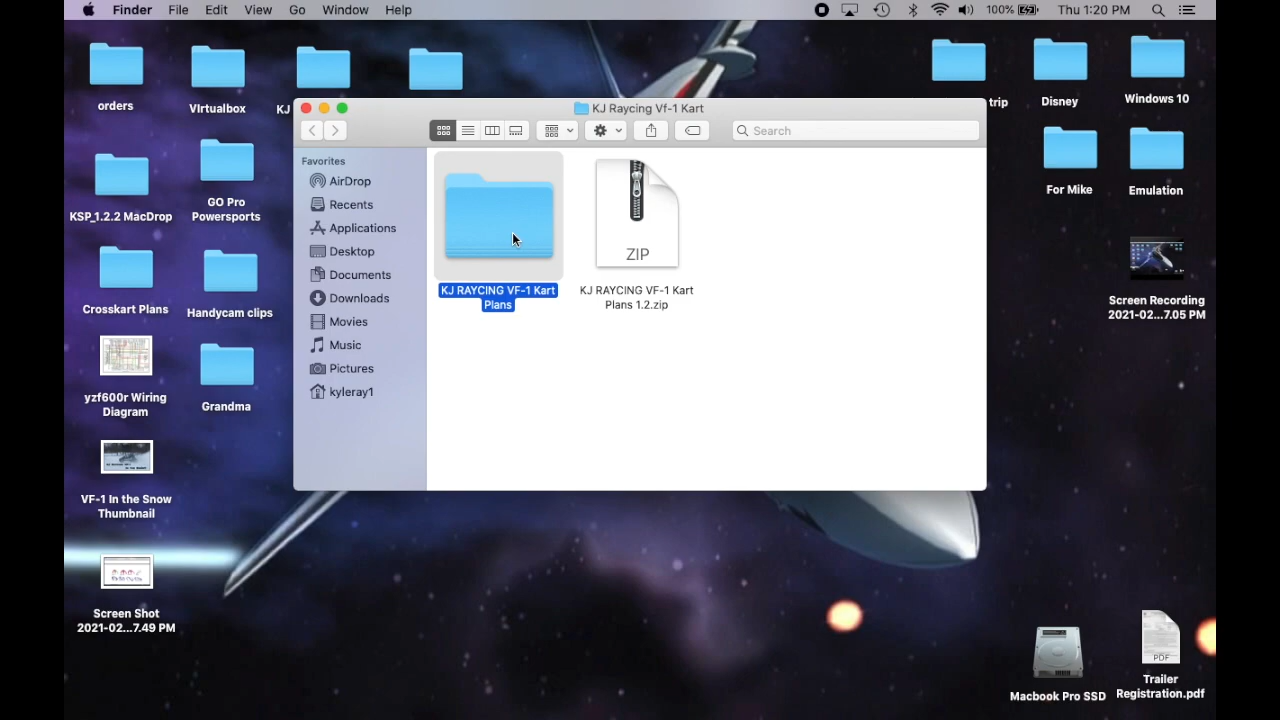 Finder File Edit View Go Window Help
100% Thu 1:20 PM
orders
VIrtualbox
KJ
trip
Disney
Windows 10
KJ Raycing Vf-1 Kart
Search
Favorites
AirDrop
Recents
Applications
Desktop
Documents
Downloads
Movies
Music
Pictures
kyleray1
KJ RAYCING VF-1 Kart
Plans
ZIP
KJ RAYCING VF-1 Kart
Plans 1.2.zip
KSP_1.2.2 MacDrop
GO Pro
Powersports
For Mike
Emulation
Crosskart Plans
Handycam clips
Screen Recording
2021-02...7.05 PM
yzf600r Wiring
Diagram
Grandma
VF-1 In the Snow
Thumbnail
Screen Shot
2021-02...7.49 PM
Macbook Pro SSD
PDF
Trailer
Registration.pdf